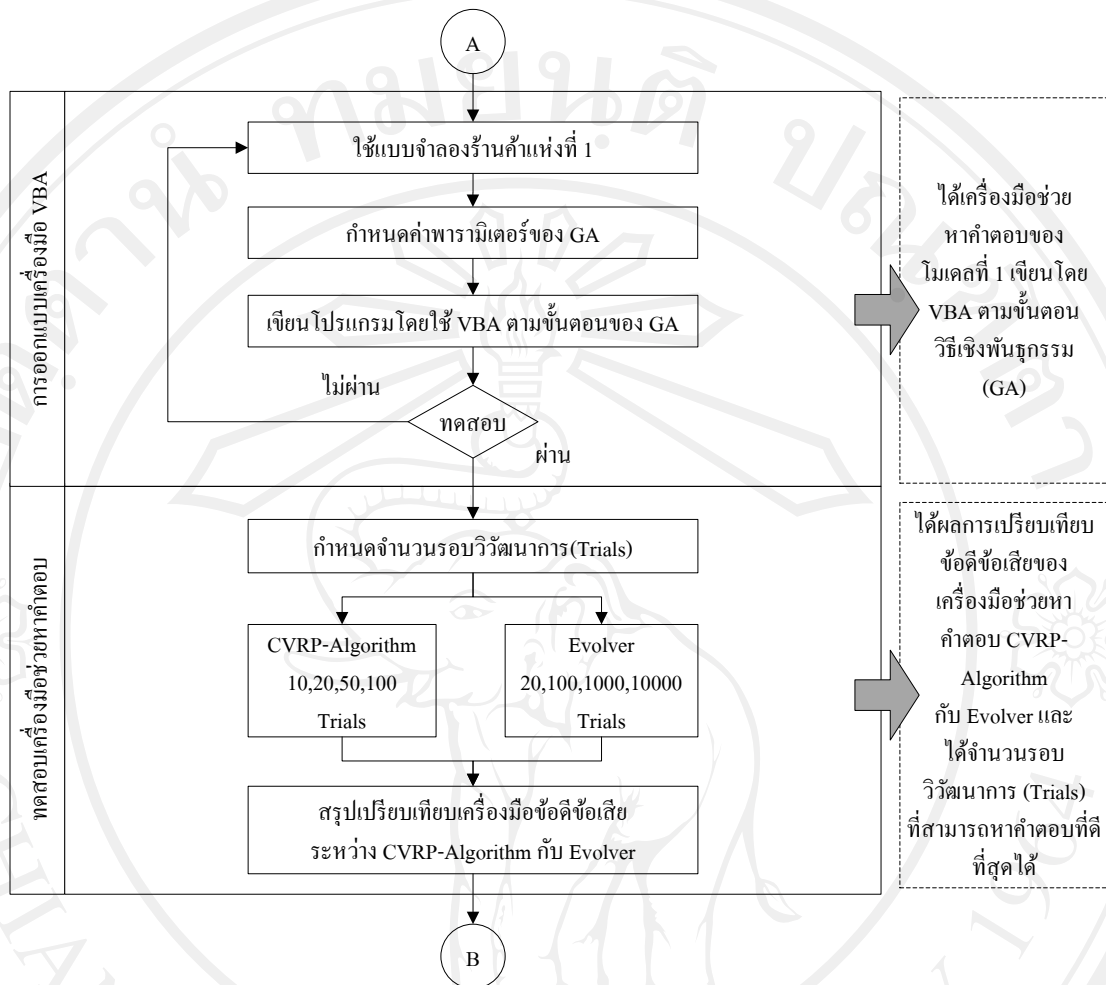 A
การออกแบบเครื่องมือ VBA
ใช้แบบจำลองร้านค้าแห่งที่ 1
กำหนดค่าพารามิเตอร์ของ GA
เขียนโปรแกรมโดยใช้ VBA ตามขั้นตอนของ GA
ไม่ผ่าน
ทดสอบ
ผ่าน
ได้เครื่องมือช่วย
หาคำตอบของ
โมเดลที่ 1 เขียนโดย
VBA ตามขั้นตอน
วิธีเชิงพันธุกรรม
(GA)
ทดสอบเครื่องมือช่วยหาคำตอบ
กำหนดจำนวนรอบวิวัฒนาการ(Trials)
CVRP-Algorithm
10,20,50,100
Trials
Evolver
20,100,1000,10000
Trials
สรุปเปรียบเทียบเครื่องมือข้อดีข้อเสีย
ระหว่าง CVRP-Algorithm กับ Evolver
ได้ผลการเปรียบเทียบ
ข้อดีข้อเสียของ
เครื่องมือช่วยหา
คำตอบ CVRP-
Algorithm
กับ Evolver และ
ได้จำนวนรอบ
วิวัฒนาการ (Trials)
ที่สามารถหาคำตอบที่ดี
ที่สุดได้
B
1964